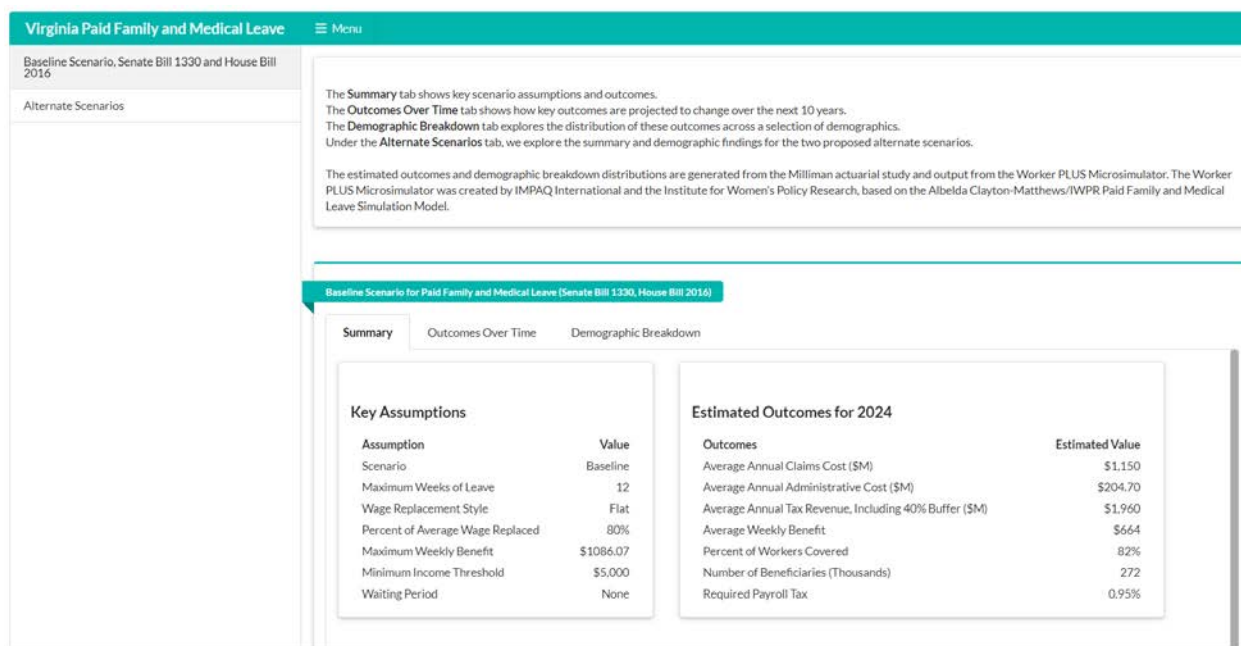 Virginia Paid Family and Medical Leave
☰ Menu
Baseline Scenario, Senate Bill 1330 and House Bill
2016
Alternate Scenarios
The Summary tab shows key scenario assumptions and outcomes.
The Outcomes Over Time tab shows how key outcomes are projected to change over the next 10 years.
The Demographic Breakdown tab explores the distribution of these outcomes across a selection of demographics.
Under the Alternate Scenarios tab, we explore the summary and demographic findings for the two proposed alternate scenarios.
The estimated outcomes and demographic breakdown distributions are generated from the Milliman actuarial study and output from the Worker PLUS Microsimulator. The Worker
PLUS Microsimulator was created by IMPAQ International and the Institute for Women's Policy Research, based on the Albelda Clayton-Matthews/IWPR Paid Family and Medical
Leave Simulation Model.
Baseline Scenario for Paid Family and Medical Leave (Senate Bill 1330, House Bill 2016)
Summary Outcomes Over Time Demographic Breakdown
Key Assumptions
Assumption Value
Scenario Baseline
Maximum Weeks of Leave 12
Wage Replacement Style Flat
Percent of Average Wage Replaced 80%
Maximum Weekly Benefit $1086.07
Minimum Income Threshold $5,000
Waiting Period None
Estimated Outcomes for 2024
Outcomes Estimated Value
Average Annual Claims Cost ($M) $1,150
Average Annual Administrative Cost ($M) $204.70
Average Annual Tax Revenue, Including 40% Buffer ($M) $1,960
Average Weekly Benefit $664
Percent of Workers Covered 82%
Number of Beneficiaries (Thousands) 272
Required Payroll Tax 0.95%